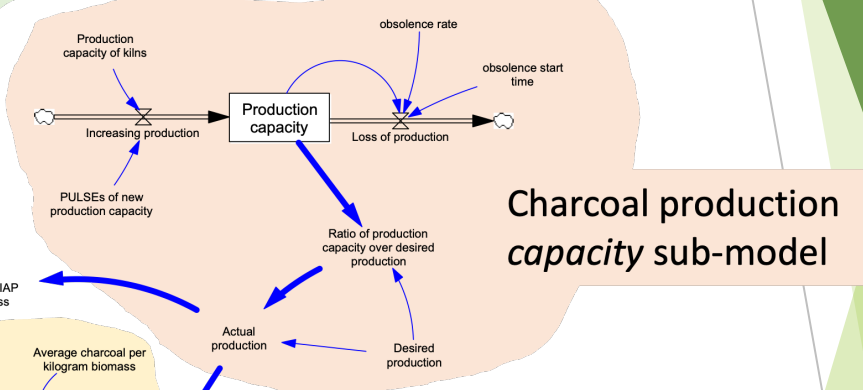 obsolence rate
Production
capacity of kilns
obsolence start
time
Production
capacity
Increasing production
Loss of production
PULSEs of new
production capacity
Charcoal production
capacity sub-model
Ratio of production
capacity over desired
production
IAP
ss
Actual
production
Desired
production
Average charcoal per
kilogram biomass